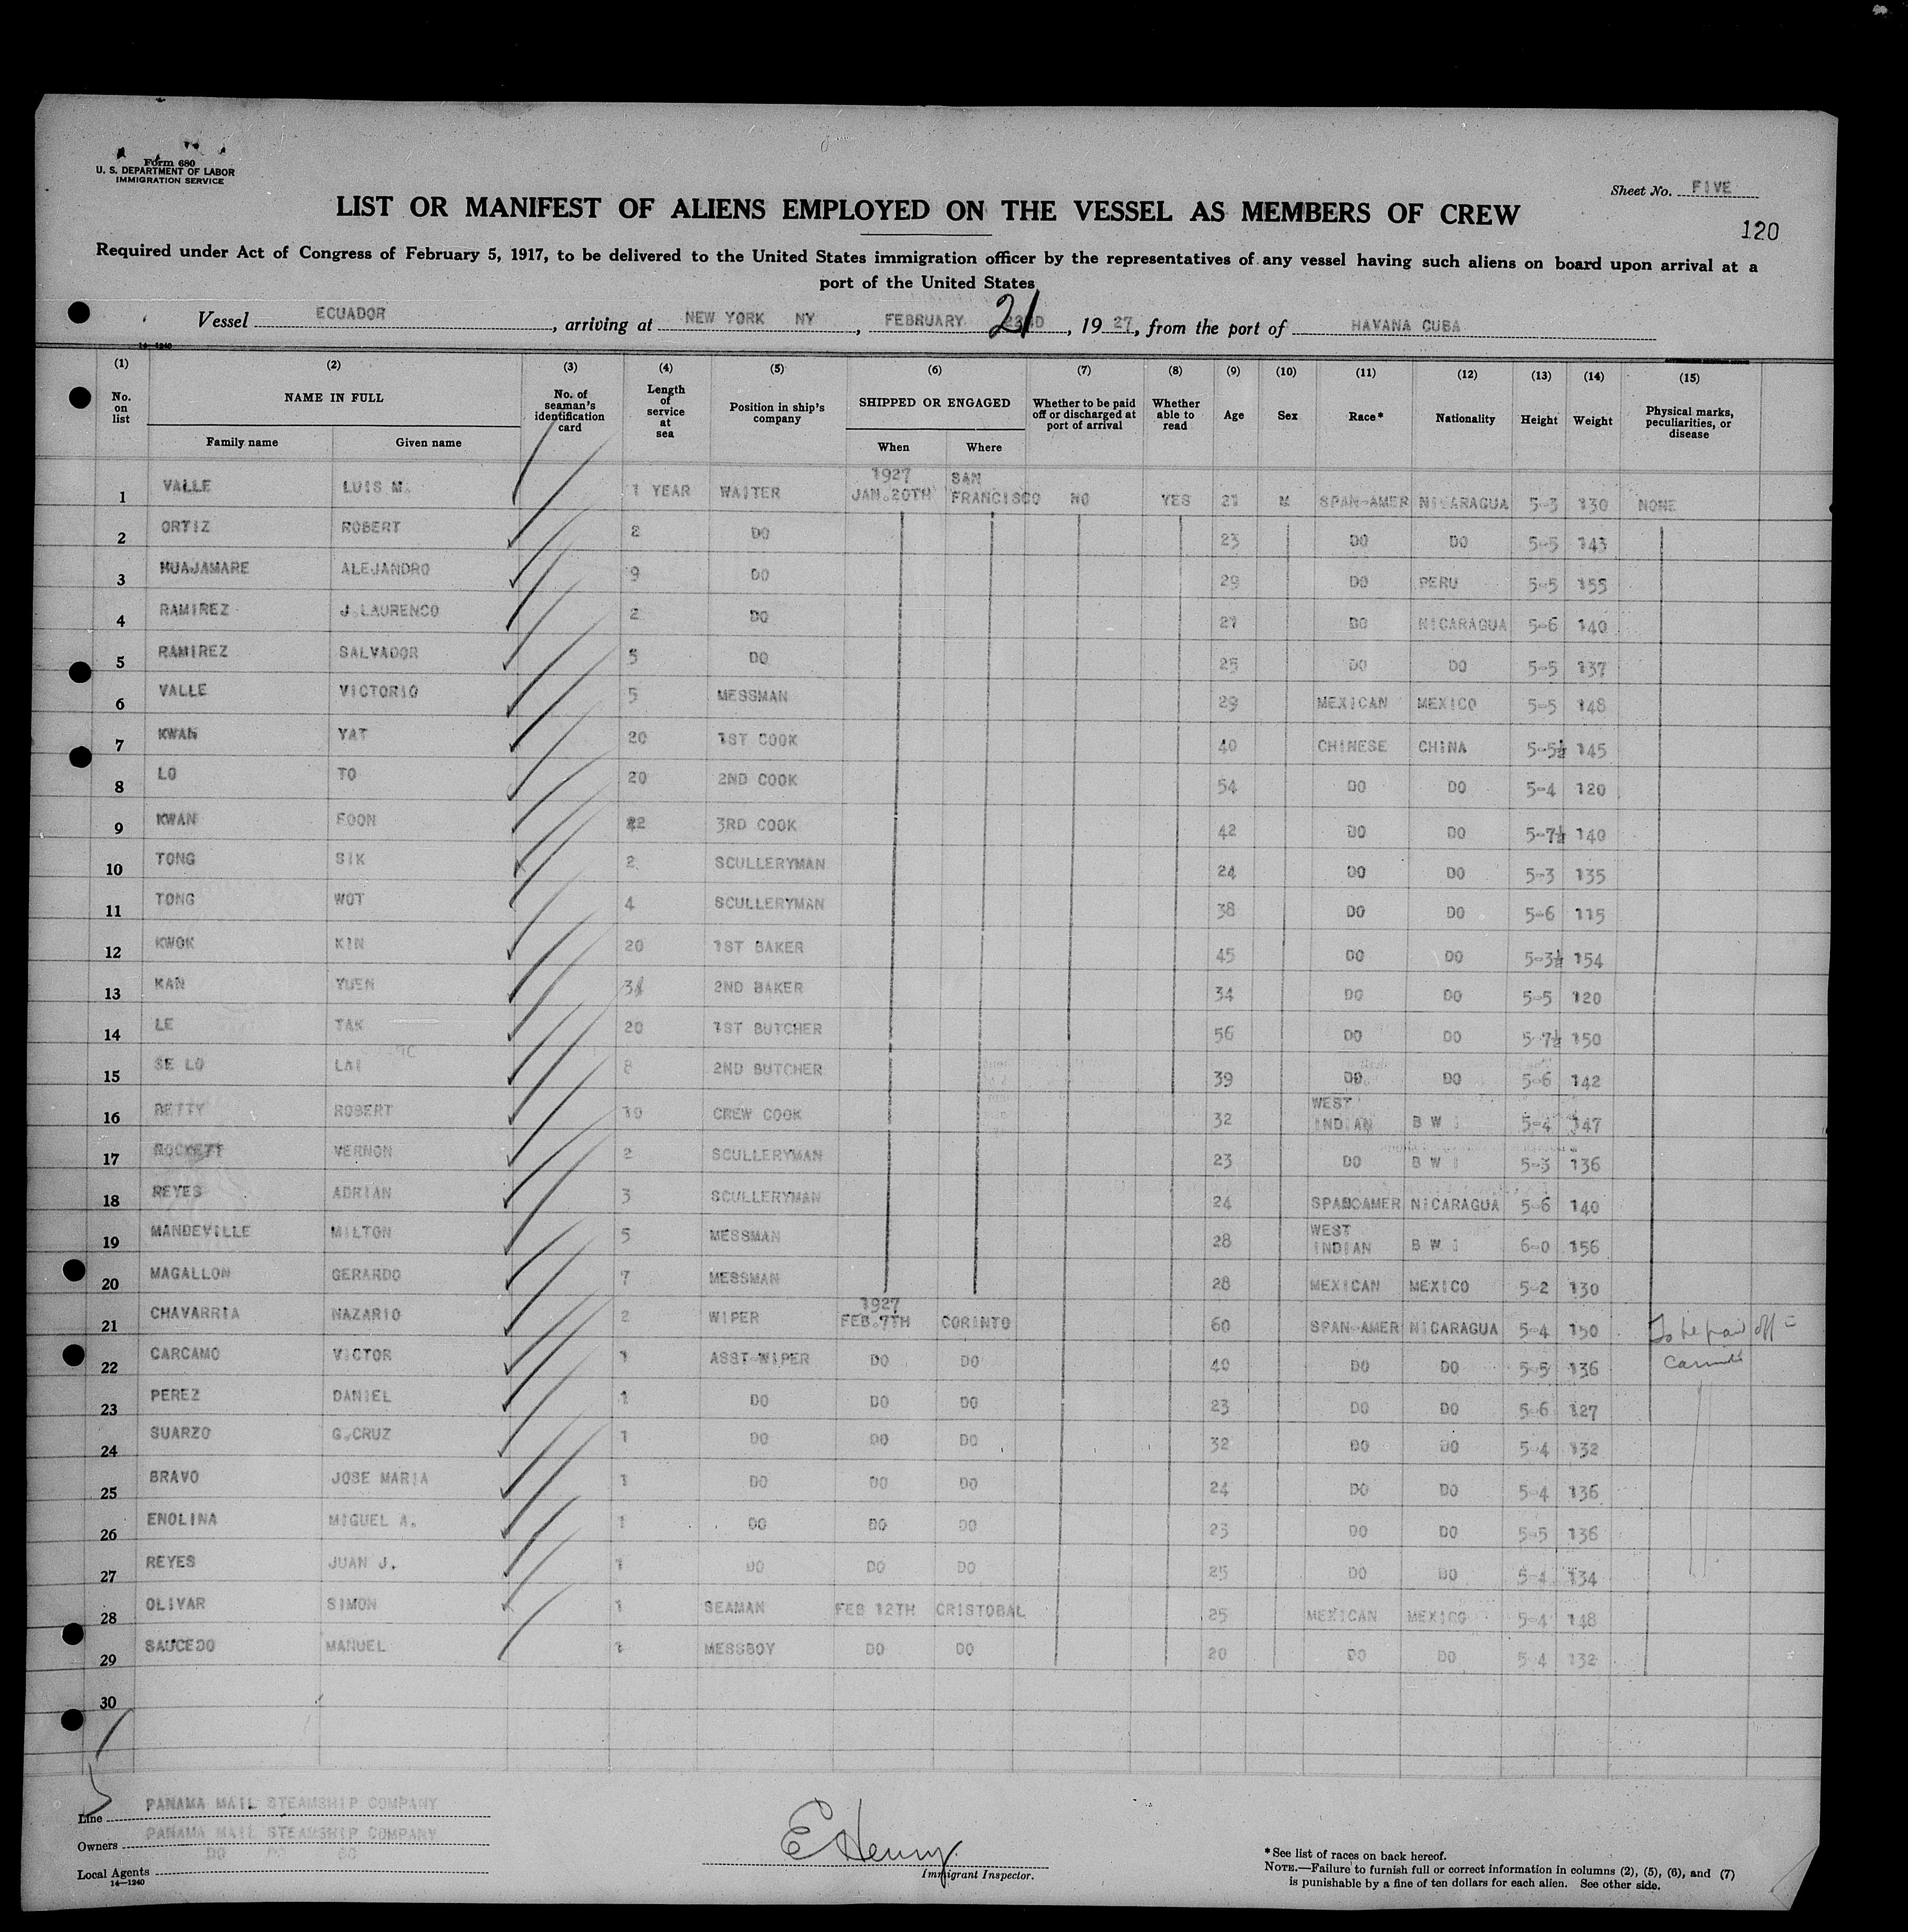 Form 680
U. S. DEPARTMENT OF LABOR
IMMIGRATION SERVICE
Sheet No. FIVE
LIST OR MANIFEST OF ALIENS EMPLOYED ON THE VESSEL AS MEMBERS OF CREW
120
Required under Act of Congress of February 5, 1917, to be delivered to the United States immigration officer by the representatives of any vessel having such aliens on board upon arrival at a
port of the United States
Vessel ECUADOR, arriving at NEW YORK NY, FEBRUARY 21, 1927, from the port of HAVANA CUBA
14—1240
(1) (2) (3) (4) (5) (6) (7) (8) (9) (10) (11) (12) (13) (14) (15)
No. on list NAME IN FULL Family name Given name No. of seaman's identification card Length of service at sea Position in ship's company SHIPPED OR ENGAGED When Where Whether to be paid off or discharged at port of arrival Whether able to read Age Sex Race* Nationality Height Weight Physical marks, peculiarities, or disease
1 VALLE LUIS M. 1 YEAR WAITER 1927 JAN.20TH SAN FRANCISCO NO YES 21 M SPAN-AMER NICARAGUA 5-3 130 NONE
2 ORTIZ ROBERT 2 DO 23 DO DO 5-5 143
3 HUAJAMARE ALEJANDRO 9 DO 29 DO PERU 5-5 155
4 RAMIREZ J.LAURENCO 2 DO 21 DO NICARAGUA 5-6 140
5 RAMIREZ SALVADOR 5 DO 25 DO DO 5-5 137
6 VALLE VICTORIO 5 MESSMAN 29 MEXICAN MEXICO 5-5 148
7 KWAN YAT 20 1ST COOK 40 CHINESE CHINA 5-5½ 145
8 LO TO 20 2ND COOK 54 DO DO 5-4 120
9 KWAN FOON 22 3RD COOK 42 DO DO 5-7½ 140
10 TONG SIK 2 SCULLERYMAN 24 DO DO 5-3 135
11 TONG WOT 4 SCULLERYMAN 38 DO DO 5-6 115
12 KWOK KIN 20 1ST BAKER 45 DO DO 5-3½ 154
13 KAN YUEN 3 2ND BAKER 34 DO DO 5-5 120
14 LE TAK 20 1ST BUTCHER 56 DO DO 5-7½ 150
15 SE LO LAI 8 2ND BUTCHER 39 DO DO 5-6 142
16 BETTY ROBERT 10 CREW COOK 32 WEST INDIAN B W I 5-4 147
17 VERNON 2 SCULLERYMAN 23 DO B W I 5-3 136
18 REYES ADRIAN 3 SCULLERYMAN 24 SPAN-AMER NICARAGUA 5-6 140
19 MANDEVILLE MILTON 5 MESSMAN 28 WEST INDIAN B W I 6-0 156
20 MAGALLON GERARDO 7 MESSMAN 28 MEXICAN MEXICO 5-2 130
21 CHAVARRIA NAZARIO 2 WIPER 1927 FEB.7TH CORINTO 60 SPAN-AMER NICARAGUA 5-4 150 To be paid off
22 CARCAMO VICTOR 1 ASST-WIPER DO DO 40 DO DO 5-5 136
23 PEREZ DANIEL 1 DO DO DO 23 DO DO 5-6 127
24 SUARZO G.CRUZ 1 DO DO DO 32 DO DO 5-4 132
25 BRAVO JOSE MARIA 1 DO DO DO 24 DO DO 5-4 136
26 ENOLINA MIGUEL A. 1 DO DO DO 23 DO DO 5-5 136
27 REYES JUAN J. 1 DO DO DO 25 DO DO 5-4 134
28 OLIVAR SIMON 1 SEAMAN FEB 12TH CRISTOBAL 25 MEXICAN MEXICO 5-4 148
29 SAUCEDO MANUEL 1 MESSBOY DO DO 20 DO DO 5-4 132
30
Line PANAMA MAIL STEAMSHIP COMPANY
Owners PANAMA MAIL STEAMSHIP COMPANY
Local Agents DO DO DO
14—1240
E Henry
Immigrant Inspector.
*See list of races on back hereof.
NOTE.—Failure to furnish full or correct information in columns (2), (5), (6), and (7)
is punishable by a fine of ten dollars for each alien. See other side.